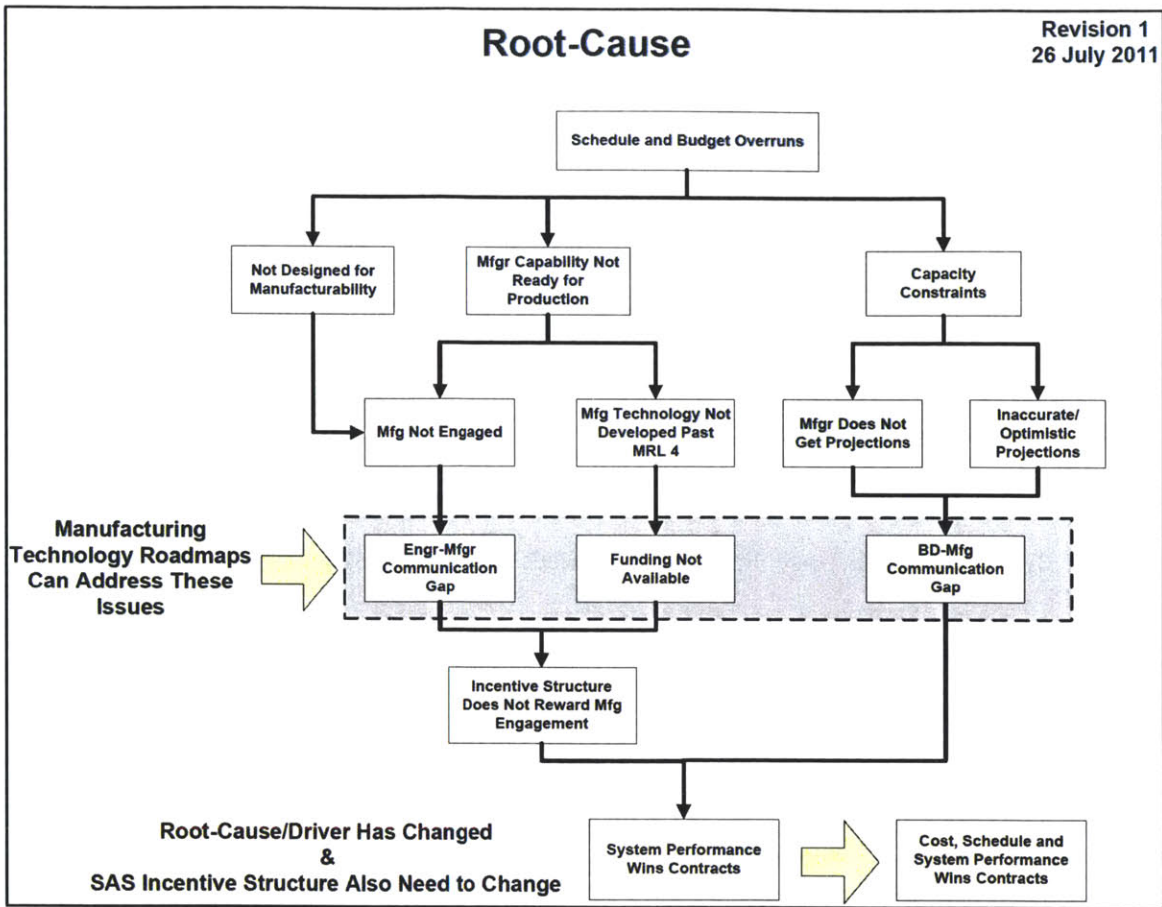 Root-Cause
Revision 1
26 July 2011
Schedule and Budget Overruns
Not Designed for
Manufacturability
Mfgr Capability Not
Ready for
Production
Capacity
Constraints
Mfg Not Engaged
Mfg Technology Not
Developed Past
MRL 4
Mfgr Does Not
Get Projections
Inaccurate/
Optimistic
Projections
Manufacturing
Technology Roadmaps
Can Address These
Issues
Engr-Mfgr
Communication
Gap
Funding Not
Available
BD-Mfg
Communication
Gap
Incentive Structure
Does Not Reward Mfg
Engagement
Root-Cause/Driver Has Changed
&
SAS Incentive Structure Also Need to Change
System Performance
Wins Contracts
Cost, Schedule and
System Performance
Wins Contracts